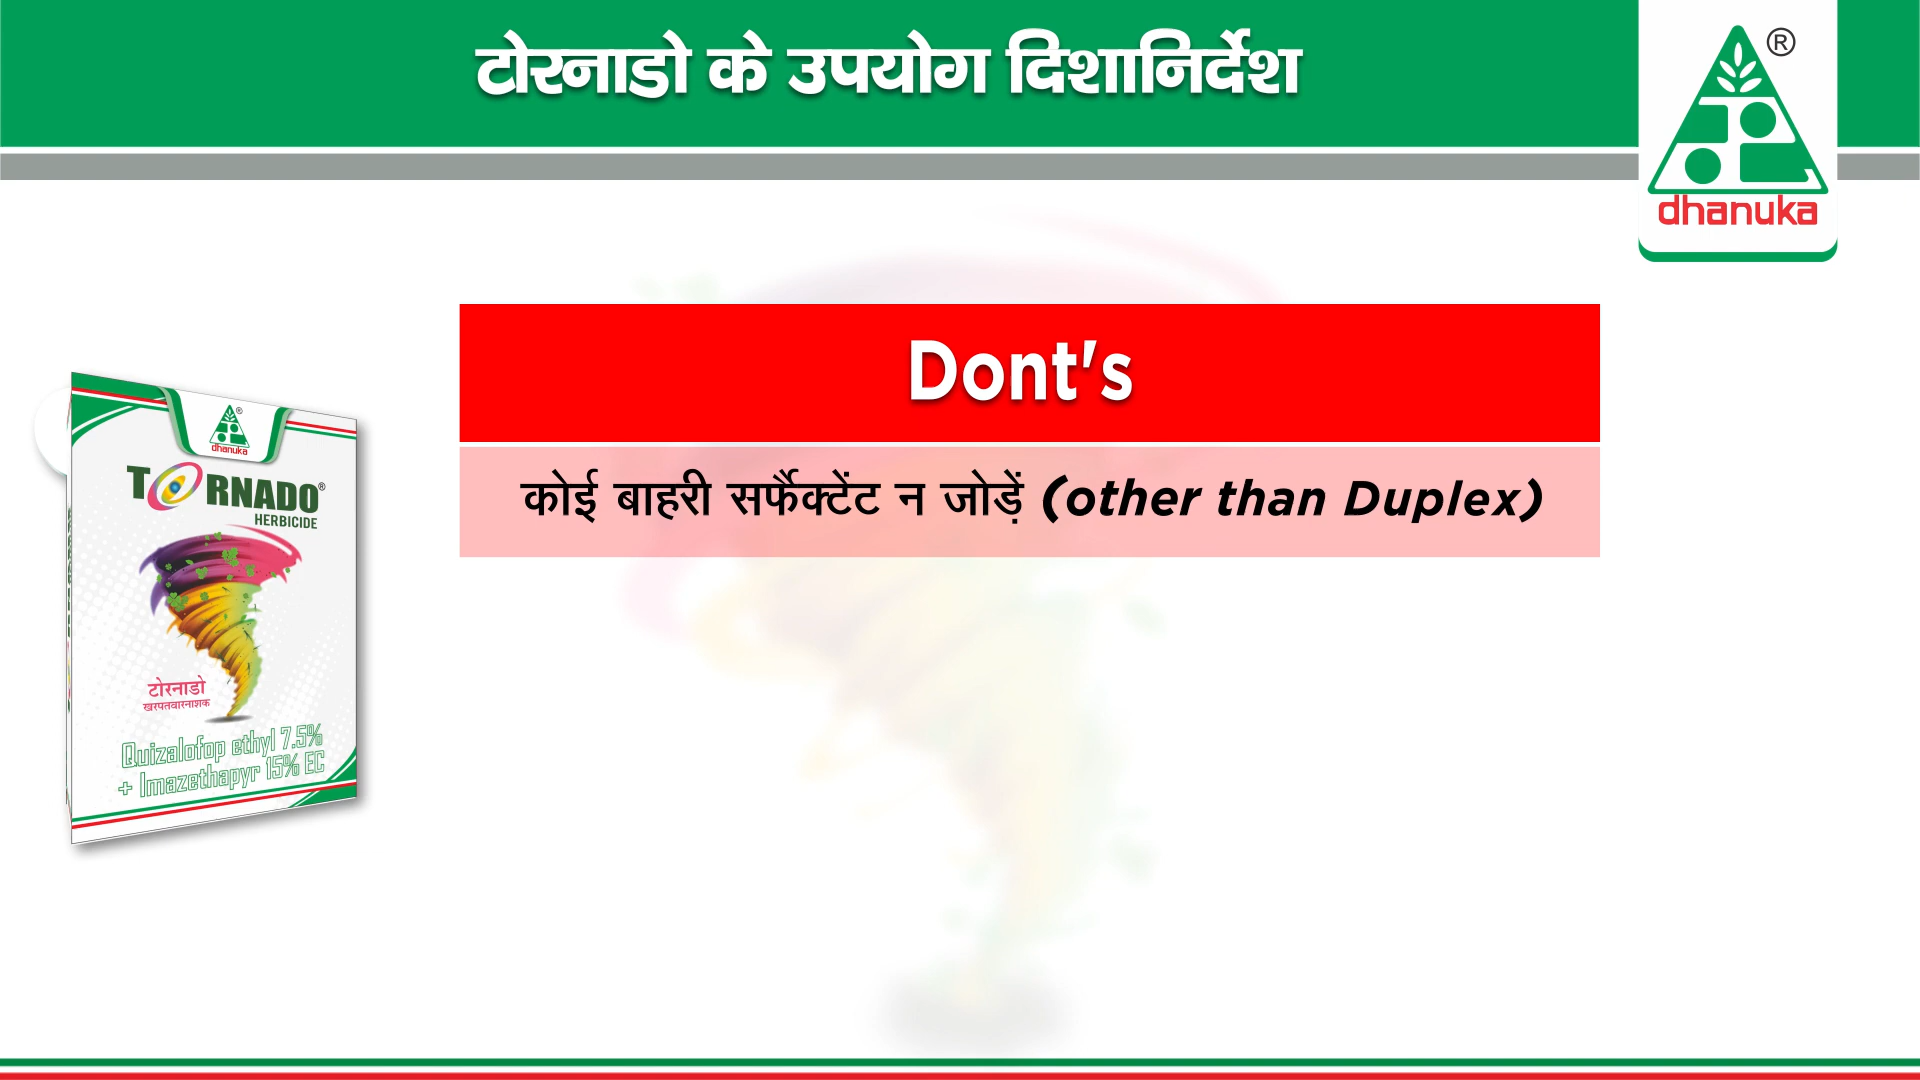 टोरनाडो के उपयोग दिशानिर्देश
®
dhanuka
Dont's
कोई बाहरी सर्फैक्टेंट न जोड़ें (other than Duplex)
®
dhanuka
TORNADO®
HERBICIDE
टोरनाडो
खरपतवारनाशक
Quizalofop ethyl 7.5%
+ Imazethapyr 15% EC